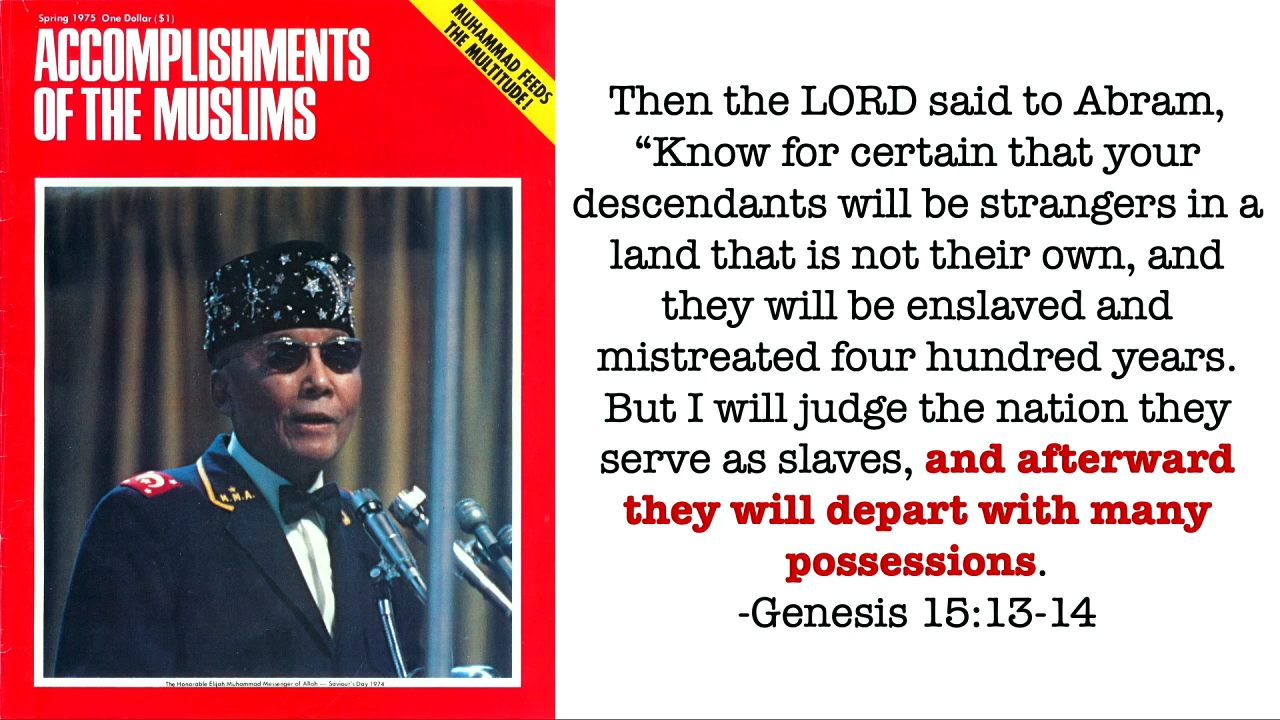 Spring 1975 One Dollar ($1)
ACCOMPLISHMENTS
OF THE MUSLIMS
MUHAMMAD FEEDS
THE MULTITUDE!
The Honorable Elijah Muhammad Messenger of Allah — Saviour's Day 1974
Then the LORD said to Abram,
“Know for certain that your
descendants will be strangers in a
land that is not their own, and
they will be enslaved and
mistreated four hundred years.
But I will judge the nation they
serve as slaves, and afterward
they will depart with many
possessions.
-Genesis 15:13-14